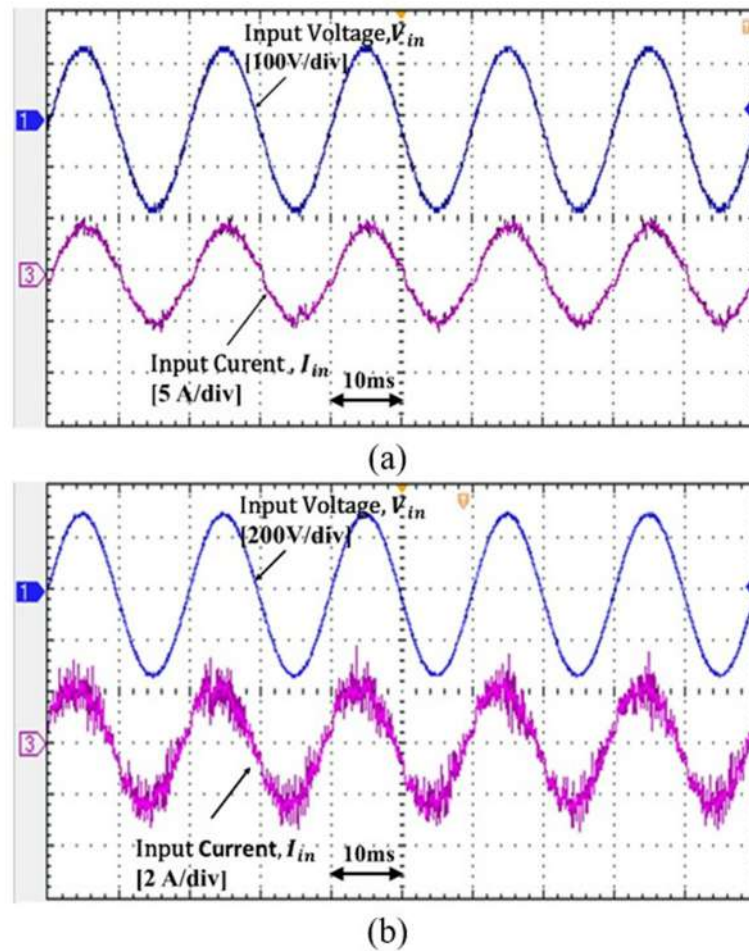 Input Voltage,V_in
[100V/div]
1
3
Input Curent , I_in
[5 A/div]
10ms
(a)
Input Voltage, V_in
[200V/div]
1
3
Input Current, I_in
[2 A/div]
10ms
(b)